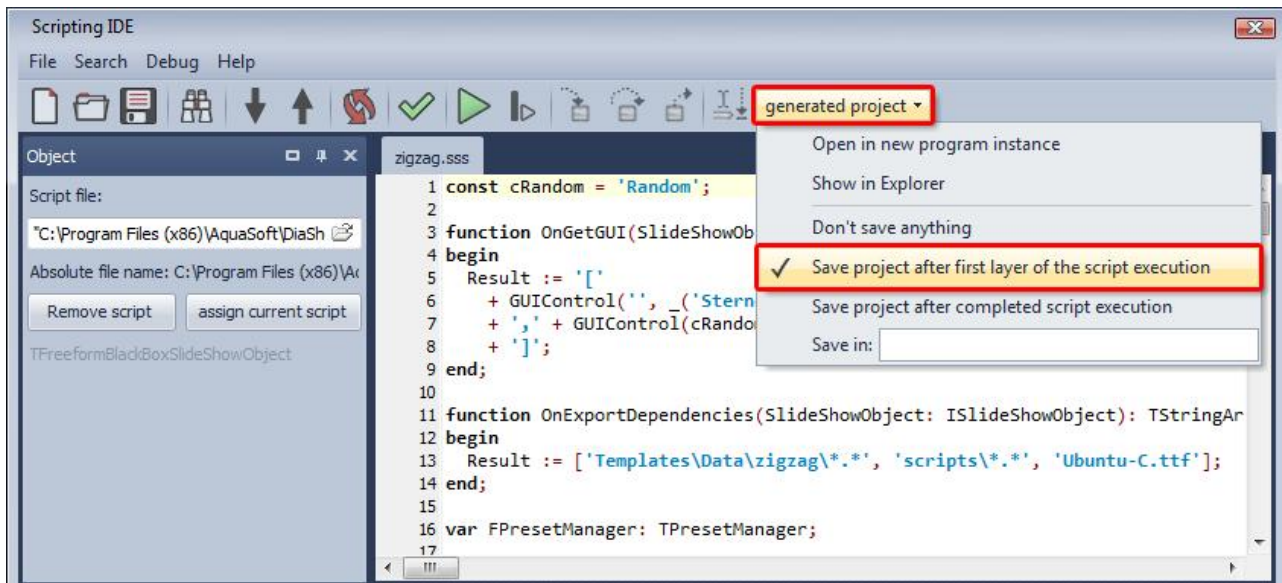 Scripting IDE
File Search Debug Help
generated project
Open in new program instance
Show in Explorer
Don't save anything
Save project after first layer of the script execution
Save project after completed script execution
Save in:
Object
Script file:
"C:\Program Files (x86)\AquaSoft\DiaSh
Absolute file name: C:\Program Files (x86)\A
Remove script assign current script
TFreeformBlackBoxSlideShowObject
zigzag.sss
1 const cRandom = 'Random';
2
3 function OnGetGUI(SlideShowOb
4 begin
5 Result := '['
6 + GUIControl('', _('Stern
7 + ',' + GUIControl(cRando
8 + ']';
9 end;
10
11 function OnExportDependencies(SlideShowObject: ISlideShowObject): TStringAr
12 begin
13 Result := ['Templates\Data\zigzag\*.*', 'scripts\*.*', 'Ubuntu-C.ttf'];
14 end;
15
16 var FPresetManager: TPresetManager;
17